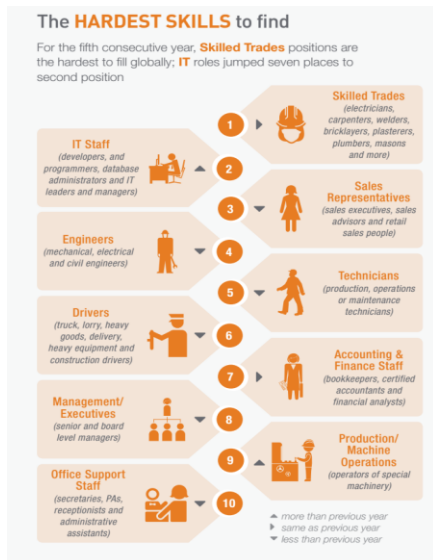 The HARDEST SKILLS to find
For the fifth consecutive year, Skilled Trades positions are
the hardest to fill globally; IT roles jumped seven places to
second position
1
Skilled Trades
(electricians,
carpenters, welders,
bricklayers, plasterers,
plumbers, masons
and more)
IT Staff
(developers, and
programmers, database
administrators and IT
leaders and managers)
2
3
Sales
Representatives
(sales executives, sales
advisors and retail
sales people)
Engineers
(mechanical, electrical
and civil engineers)
4
5
Technicians
(production, operations
or maintenance
technicians)
Drivers
(truck, lorry, heavy
goods, delivery,
heavy equipment and
construction drivers)
6
7
Accounting &
Finance Staff
(bookkeepers, certified
accountants and
financial analysts)
Management/
Executives
(senior and board
level managers)
8
9
Production/
Machine
Operations
(operators of special
machinery)
Office Support
Staff
(secretaries, PAs,
receptionists and
administrative
assistants)
10
more than previous year
same as previous year
less than previous year